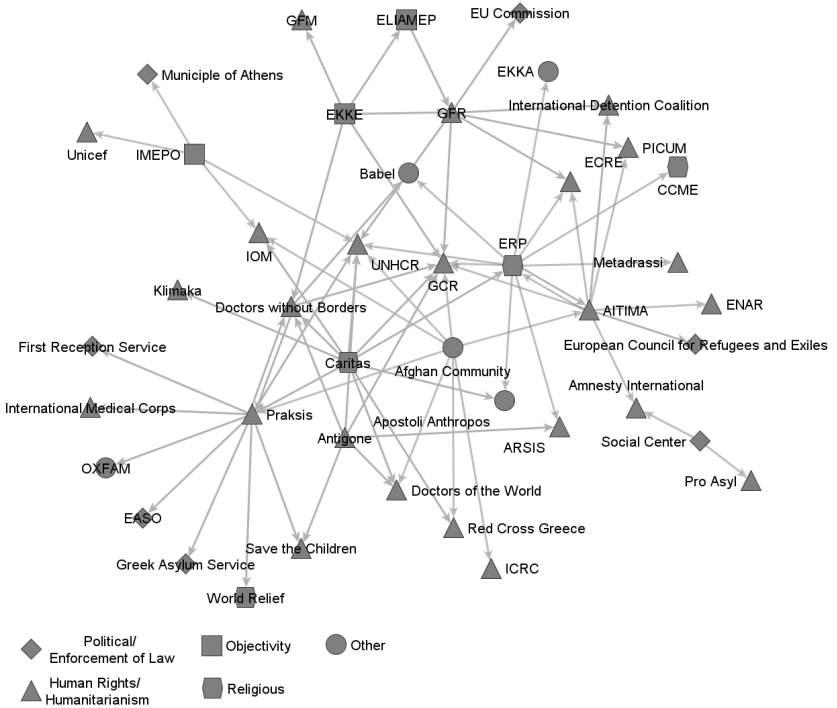 GFM
ELIAMEP
EU Commission
EKKA
Municiple of Athens
International Detention Coalition
EKKE
GFR
Unicef
IMEPO
PICUM
ECRE
Babel
CCME
ERP
IOM
UNHCR
GCR
Metadrassi
Klimaka
Doctors without Borders
AITIMA
ENAR
First Reception Service
European Council for Refugees and Exiles
Caritas
Afghan Community
Amnesty International
International Medical Corps
Praksis
Apostoli Anthropos
Antigone
ARSIS
Social Center
OXFAM
Pro Asyl
Doctors of the World
EASO
Red Cross Greece
Save the Children
Greek Asylum Service
ICRC
World Relief
Political/
Enforcement of Law
Objectivity
Other
Human Rights/
Humanitarianism
Religious